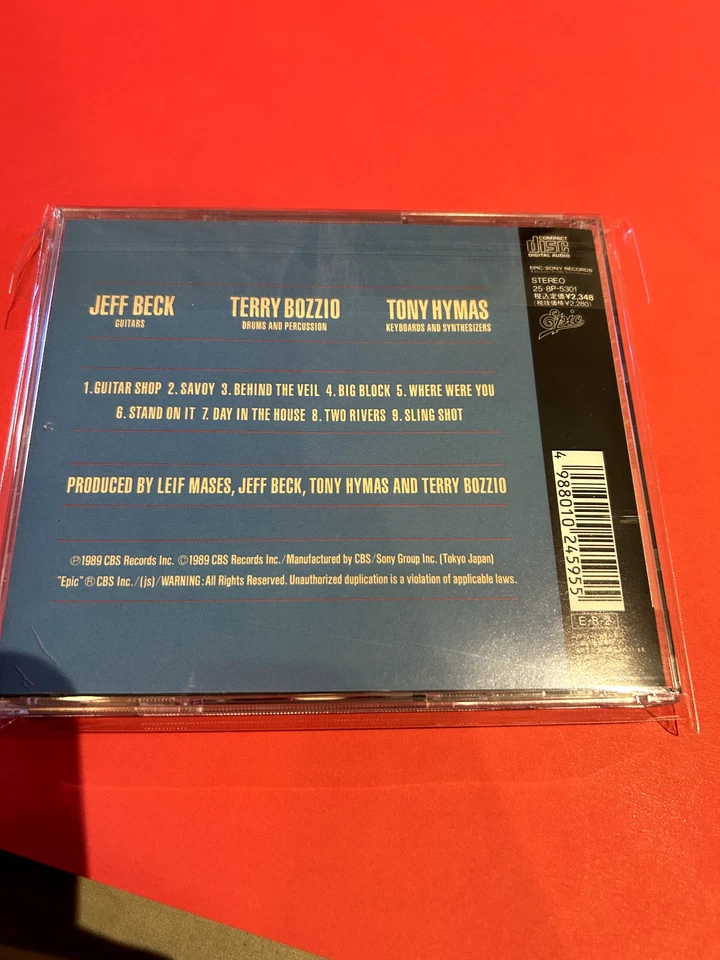 JEFF BECK
GUITARS
TERRY BOZZIO
DRUMS AND PERCUSSION
TONY HYMAS
KEYBOARDS AND SYNTHESIZERS
1.GUITAR SHOP 2. SAVOY 3. BEHIND THE VEIL 4. BIG BLOCK 5. WHERE WERE YOU
6. STAND ON IT 7. DAY IN THE HOUSE 8. TWO RIVERS 9. SLING SHOT
PRODUCED BY LEIF MASES, JEFF BECK, TONY HYMAS AND TERRY BOZZIO
Ⓟ1989 CBS Records Inc. ©1989 CBS Records Inc./Manufactured by CBS/Sony Group Inc. (Tokyo Japan)
"Epic" ® CBS Inc./(js)/WARNING: All Rights Reserved. Unauthorized duplication is a violation of applicable laws.
COMPACT
disc
DIGITAL AUDIO
EPIC/SONY RECORDS
STEREO
25·8P-5301
税込定価¥2,348
(税抜価格¥2,280)
Epic
4 988010 245955
E-8-2